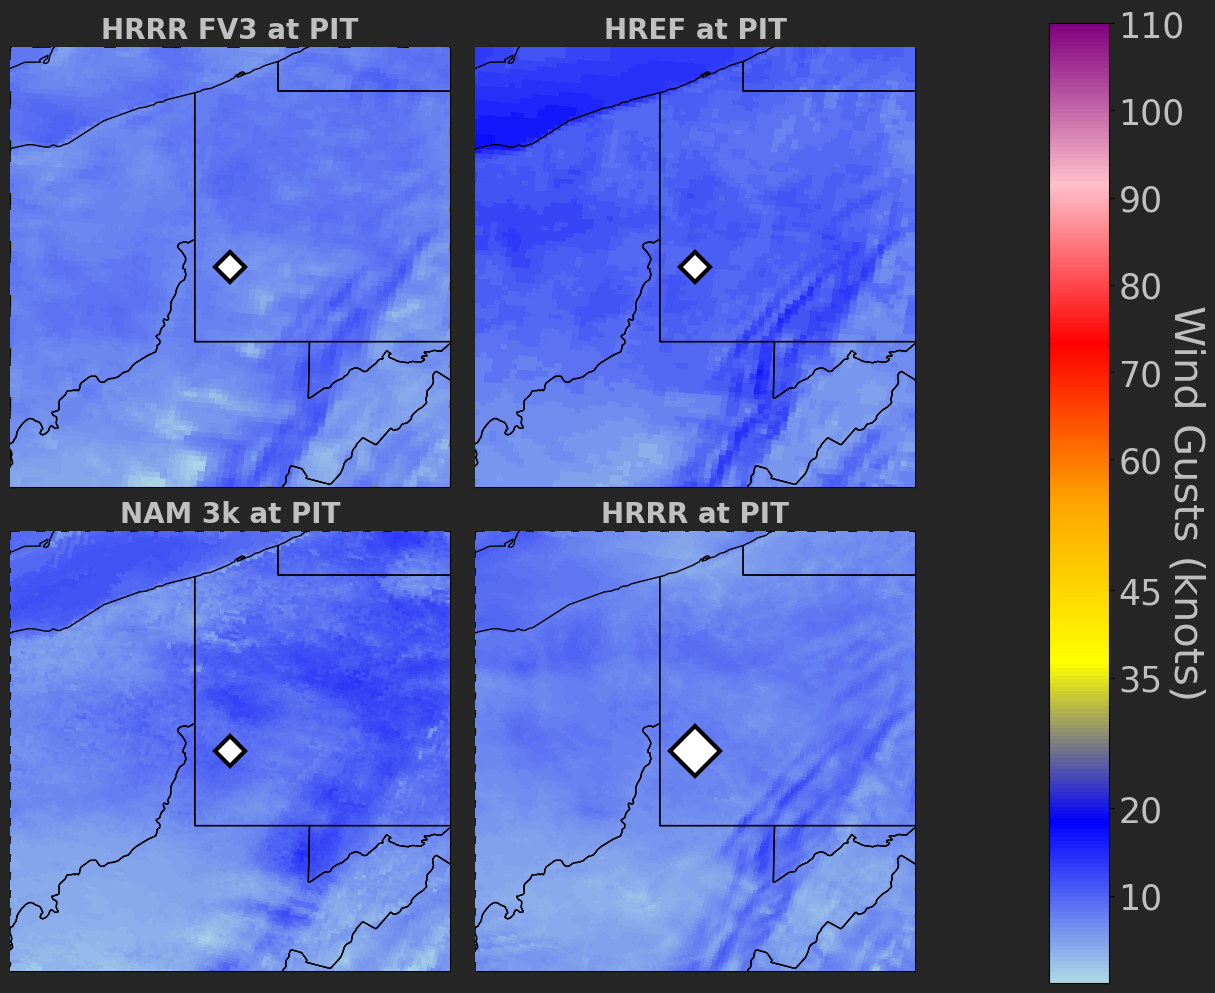 HRRR FV3 at PIT
HREF at PIT
NAM 3k at PIT
HRRR at PIT
110
100
90
80
70
60
45
35
20
10
Wind Gusts (knots)